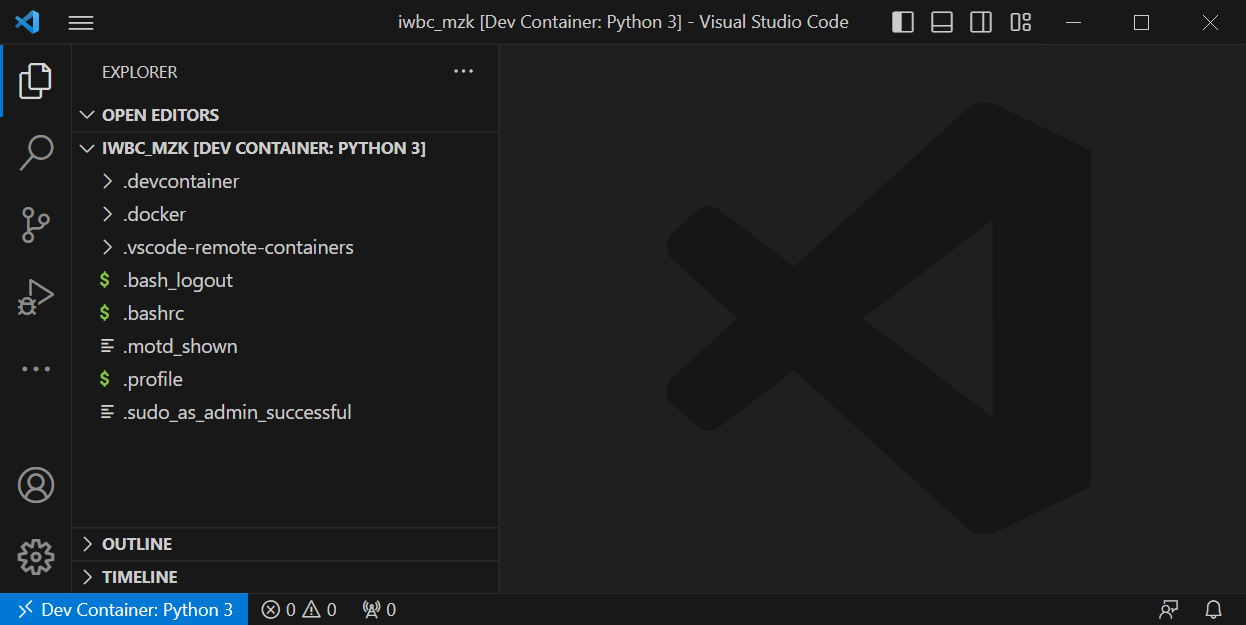 iwbc_mzk [Dev Container: Python 3] - Visual Studio Code
EXPLORER
OPEN EDITORS
IWBC_MZK [DEV CONTAINER: PYTHON 3]
.devcontainer
.docker
.vscode-remote-containers
$ .bash_logout
$ .bashrc
.motd_shown
$ .profile
.sudo_as_admin_successful
OUTLINE
TIMELINE
Dev Container: Python 3 0 0 0